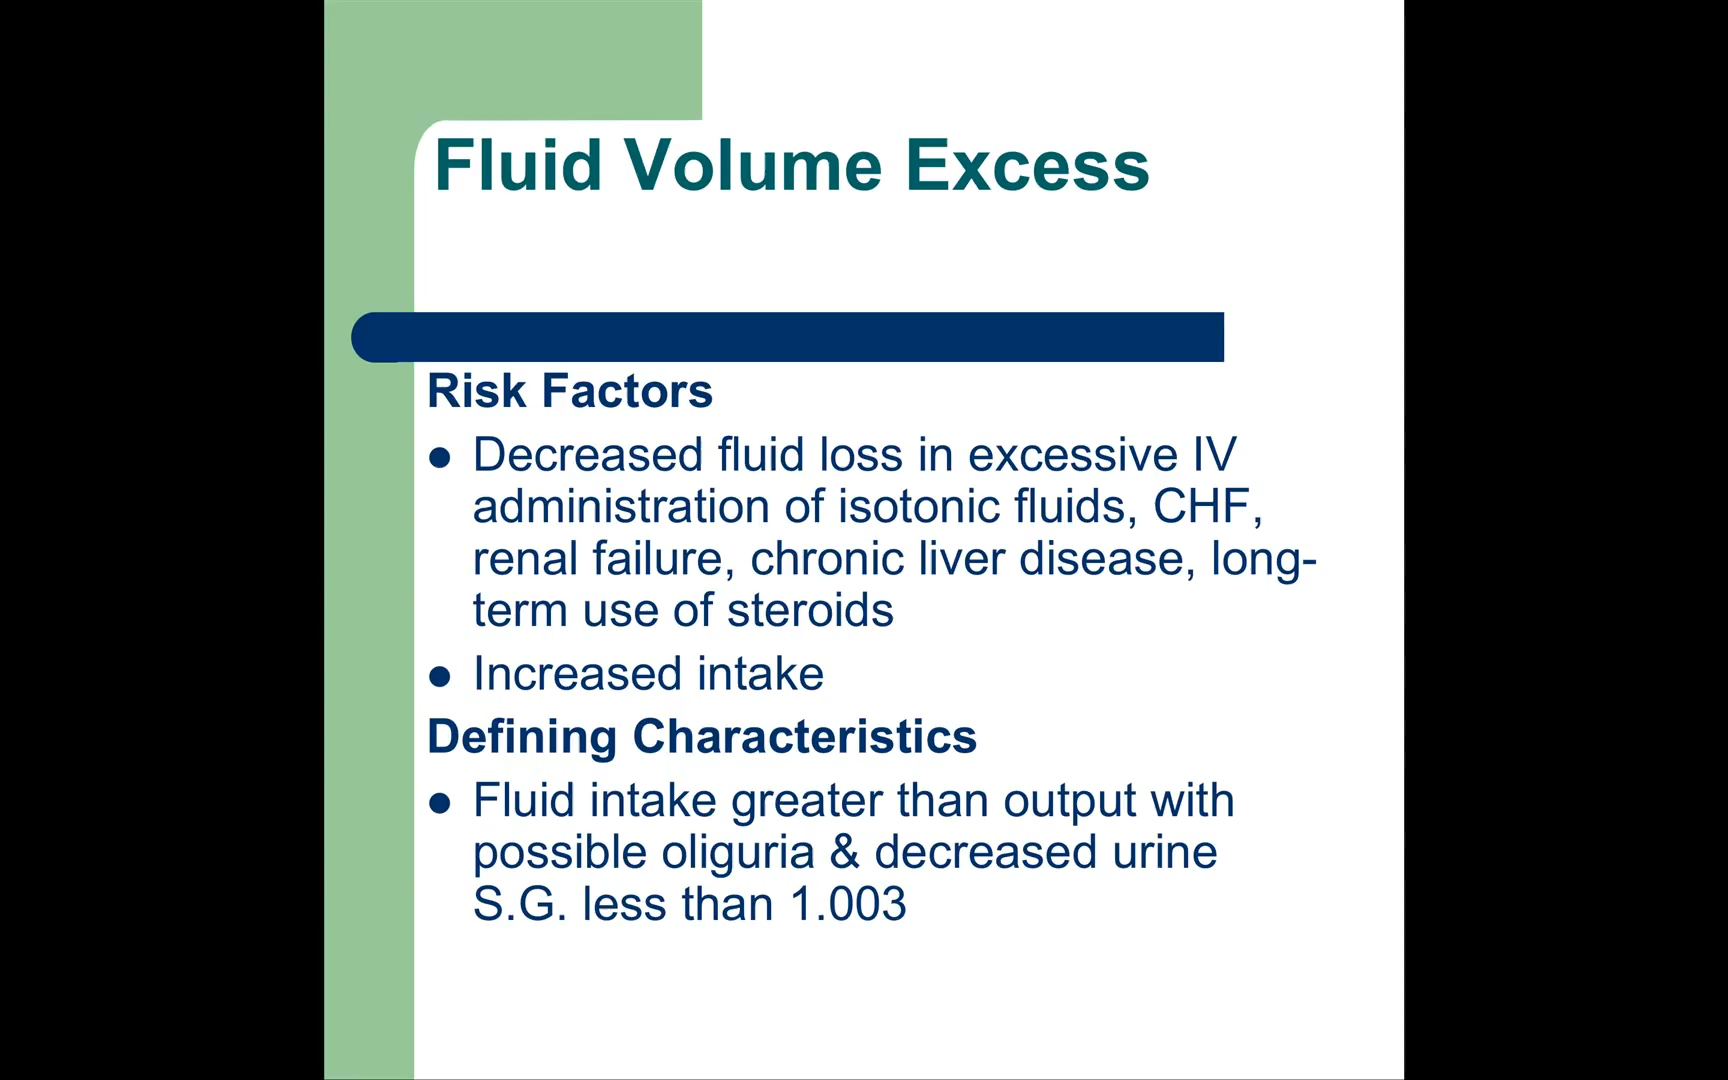 Fluid Volume Excess
Risk Factors
● Decreased fluid loss in excessive IV
administration of isotonic fluids, CHF,
renal failure, chronic liver disease, long-
term use of steroids
● Increased intake
Defining Characteristics
● Fluid intake greater than output with
possible oliguria & decreased urine
S.G. less than 1.003